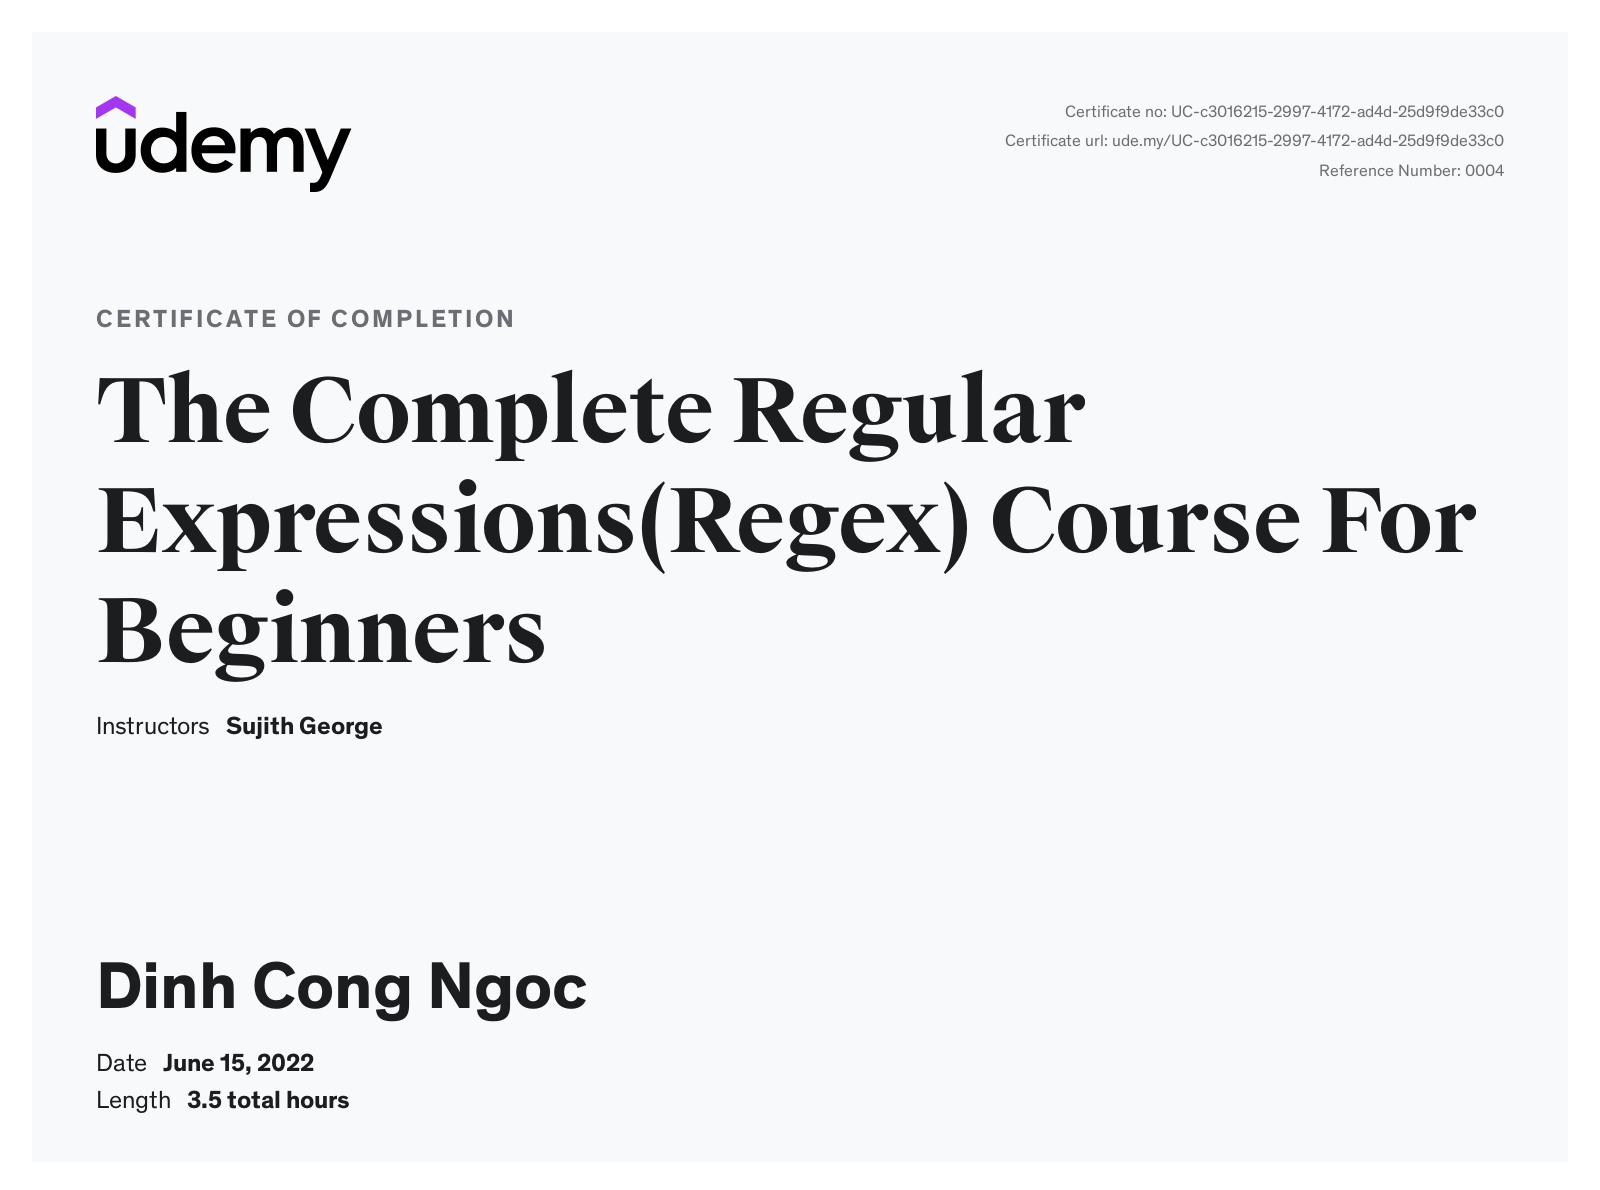 udemy
Certificate no: UC-c3016215-2997-4172-ad4d-25d9f9de33c0
Certificate url: ude.my/UC-c3016215-2997-4172-ad4d-25d9f9de33c0
Reference Number: 0004
CERTIFICATE OF COMPLETION
The Complete Regular
Expressions(Regex) Course For
Beginners
Instructors Sujith George
Dinh Cong Ngoc
Date June 15, 2022
Length 3.5 total hours